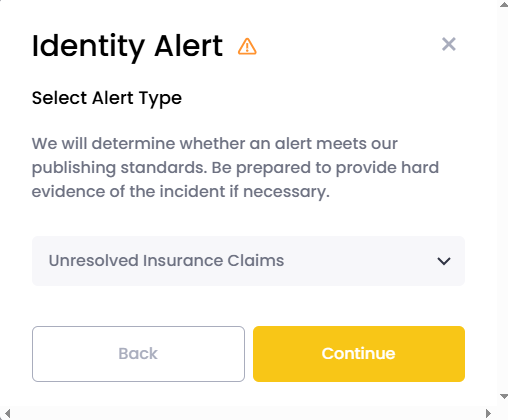 Identity Alert
Select Alert Type
We will determine whether an alert meets our
publishing standards. Be prepared to provide hard
evidence of the incident if necessary.
Unresolved Insurance Claims
Back
Continue